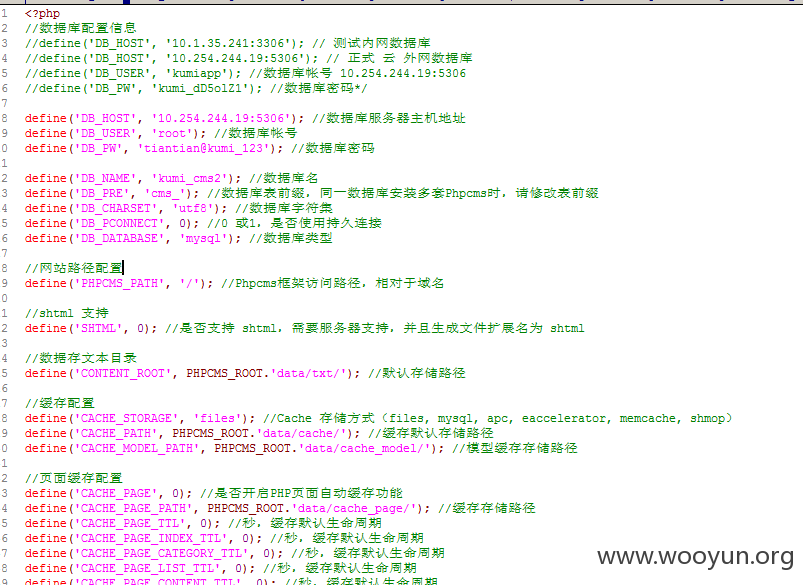 1 <?php
2 //数据库配置信息
3 //define('DB_HOST', '10.1.35.241:3306'); // 测试内网数据库
4 //define('DB_HOST', '10.254.244.19:5306'); // 正式 云 外网数据库
5 //define('DB_USER', 'kumiapp'); //数据库帐号 10.254.244.19:5306
6 //define('DB_PW', 'kumi_dD5olZ1'); //数据库密码*/
7
8 define('DB_HOST', '10.254.244.19:5306'); //数据库服务器主机地址
9 define('DB_USER', 'root'); //数据库帐号
0 define('DB_PW', 'tiantian@kumi_123'); //数据库密码
1
2 define('DB_NAME', 'kumi_cms2'); //数据库名
3 define('DB_PRE', 'cms_'); //数据库表前缀，同一数据库安装多套Phpcms时，请修改表前缀
4 define('DB_CHARSET', 'utf8'); //数据库字符集
5 define('DB_PCONNECT', 0); //0 或1，是否使用持久连接
6 define('DB_DATABASE', 'mysql'); //数据库类型
7
8 //网站路径配置
9 define('PHPCMS_PATH', '/'); //Phpcms框架访问路径，相对于域名
0
1 //shtml 支持
2 define('SHTML', 0); //是否支持 shtml，需要服务器支持，并且生成文件扩展名为 shtml
3
4 //数据存文本目录
5 define('CONTENT_ROOT', PHPCMS_ROOT.'data/txt/'); //默认存储路径
6
7 //缓存配置
8 define('CACHE_STORAGE', 'files'); //Cache 存储方式（files, mysql, apc, eaccelerator, memcache, shmop）
9 define('CACHE_PATH', PHPCMS_ROOT.'data/cache/'); //缓存默认存储路径
0 define('CACHE_MODEL_PATH', PHPCMS_ROOT.'data/cache_model/'); //模型缓存存储路径
1
2 //页面缓存配置
3 define('CACHE_PAGE', 0); //是否开启PHP页面自动缓存功能
4 define('CACHE_PAGE_PATH', PHPCMS_ROOT.'data/cache_page/'); //缓存存储路径
5 define('CACHE_PAGE_TTL', 0); //秒，缓存默认生命周期
6 define('CACHE_PAGE_INDEX_TTL', 0); //秒，缓存默认生命周期
7 define('CACHE_PAGE_CATEGORY_TTL', 0); //秒，缓存默认生命周期
8 define('CACHE_PAGE_LIST_TTL', 0); //秒，缓存默认生命周期
9 define('CACHE_PAGE_CONTENT_TTL', 0); //秒，缓存默认生命周期
www.wooyun.org